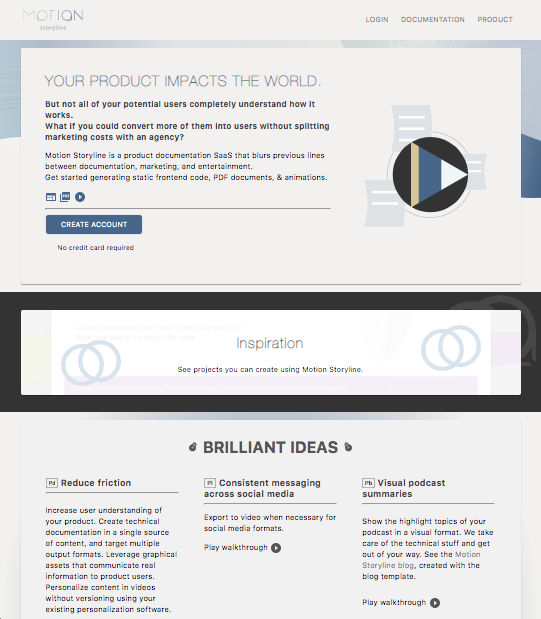 MOTION
storyline
LOGIN DOCUMENTATION PRODUCT
YOUR PRODUCT IMPACTS THE WORLD.
But not all of your potential users completely understand how it
works.
What if you could convert more of them into users without splitting
marketing costs with an agency?
Motion Storyline is a product documentation SaaS that blurs previous lines
between documentation, marketing, and entertainment.
Get started generating static frontend code, PDF documents, & animations.
CREATE ACCOUNT
No credit card required
Inspiration
See projects you can create using Motion Storyline.
BRILLIANT IDEAS
Pd Reduce friction
Increase user understanding of
your product. Create technical
documentation in a single source
of content, and target multiple
output formats. Leverage graphical
assets that communicate real
information to product users.
Personalize content in videos
without versioning using your
existing personalization software.
Pl Consistent messaging
across social media
Export to video when necessary for
social media formats.
Play walkthrough
Pb Visual podcast
summaries
Show the highlight topics of your
podcast in a visual format. We take
care of the technical stuff and get
out of your way. See the Motion
Storyline blog, created with the
blog template.
Play walkthrough